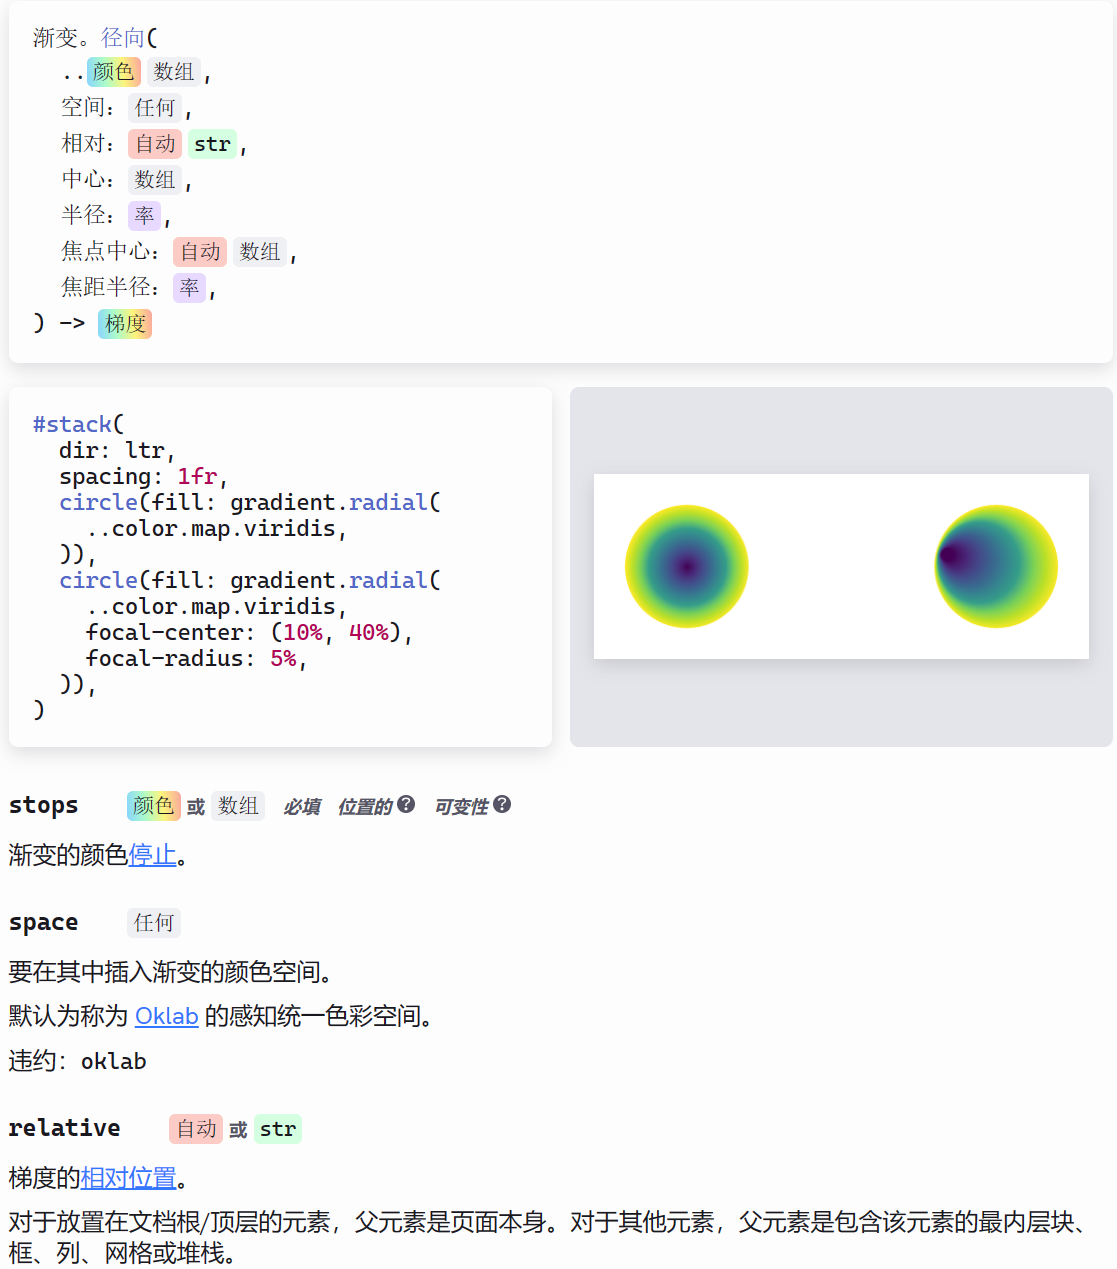 渐变。径向(
..颜色 数组,
空间：任何,
相对：自动 str,
中心：数组,
半径：率,
焦点中心：自动 数组,
焦距半径：率,
) -> 梯度
#stack(
dir: ltr,
spacing: 1fr,
circle(fill: gradient.radial(
..color.map.viridis,
)),
circle(fill: gradient.radial(
..color.map.viridis,
focal-center: (10%, 40%),
focal-radius: 5%,
)),
)
stops 颜色 或 数组 必填 位置的? 可变性?
渐变的颜色停止。
space 任何
要在其中插入渐变的颜色空间。
默认为称为 Oklab 的感知统一色彩空间。
违约：oklab
relative 自动 或 str
梯度的相对位置。
对于放置在文档根/顶层的元素，父元素是页面本身。对于其他元素，父元素是包含该元素的最内层块、
框、列、网格或堆栈。